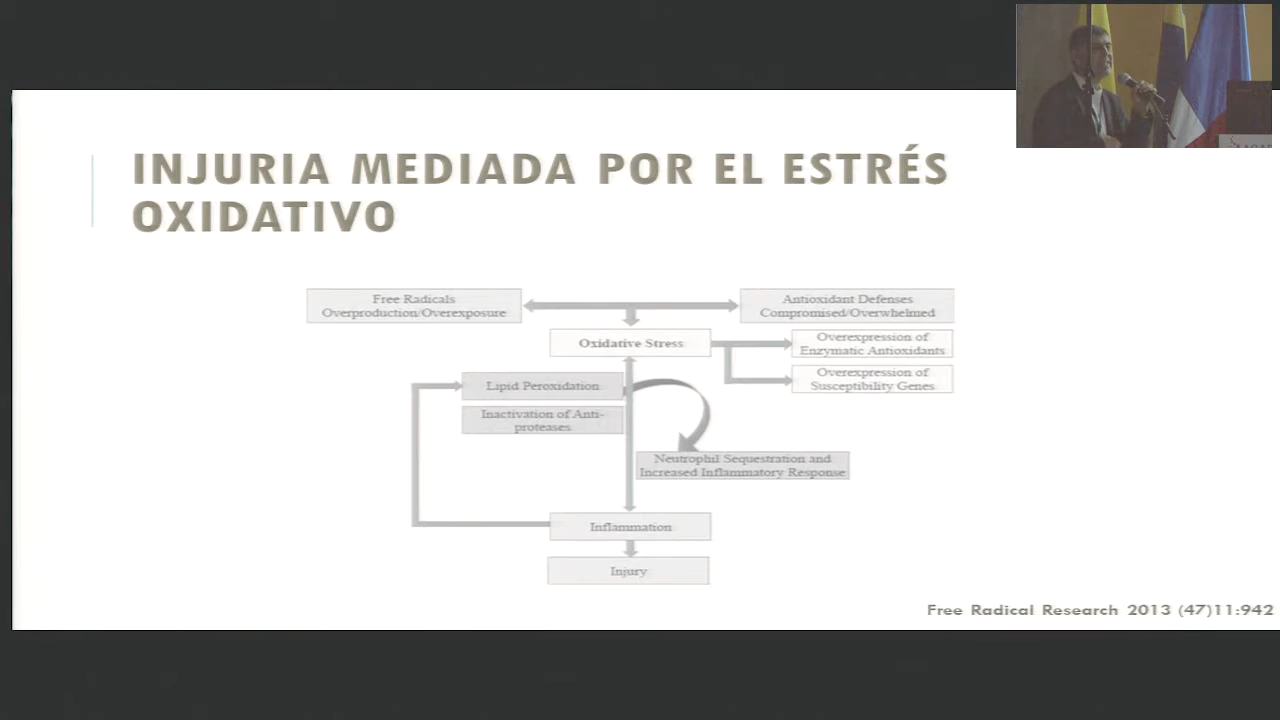 INJURIA MEDIADA POR EL ESTRÉS
OXIDATIVO
Free Radicals
Overproduction/Overexposure
Antioxidant Defenses
Compromised/Overwhelmed
Oxidative Stress
Overexpression of
Enzymatic Antioxidants
Overexpression of
Susceptibility Genes
Lipid Peroxidation
Inactivation of Anti-
proteases
Neutrophil Sequestration and
Increased Inflammatory Response
Inflammation
Injury
Free Radical Research 2013 (47)11:942